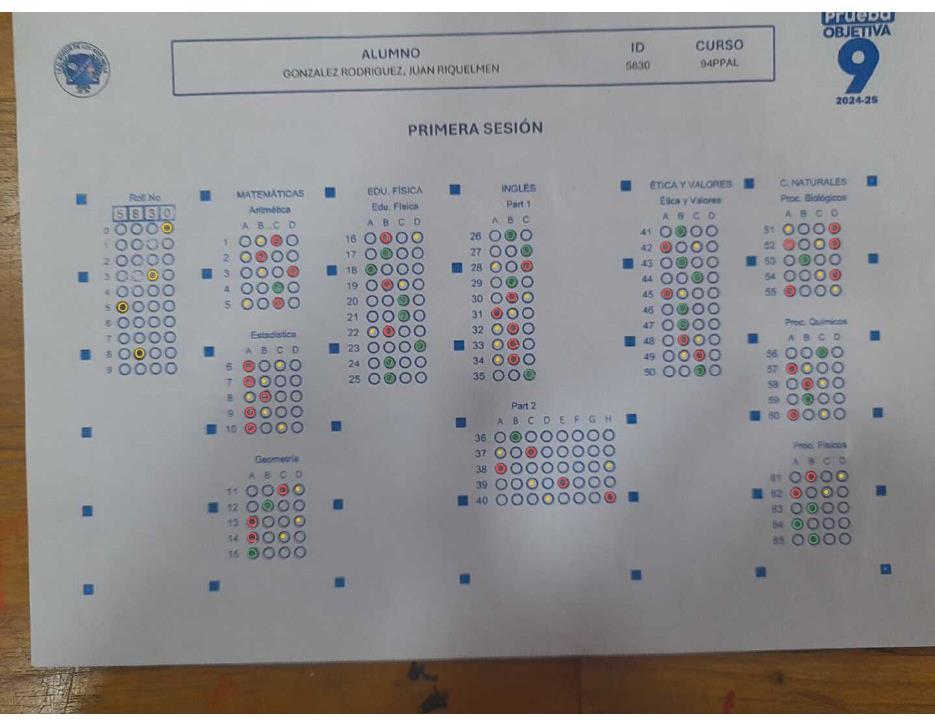 Prueba
OBJETIVA
9
2024-25
ALUMNO ID CURSO
GONZALEZ RODRIGUEZ, JUAN RIQUELMEN 5830 94PPAL
PRIMERA SESIÓN
Roll No
5 8 3 0
0
1
2
3
4
5
6
7
8
9
MATEMÁTICAS
Aritmética
A B C D
1
2
3
4
5
Estadística
A B C D
6
7
8
9
10
Geometría
A B C D
11
12
13
14
15
EDU. FÍSICA
Edu. Física
A B C D
16
17
18
19
20
21
22
23
24
25
INGLÉS
Part 1
A B C
26
27
28
29
30
31
32
33
34
35
Part 2
A B C D E F G H
36
37
38
39
40
ÉTICA Y VALORES
Ética y Valores
A B C D
41
42
43
44
45
46
47
48
49
50
C. NATURALES
Proc. Biológicos
A B C D
51
52
53
54
55
Proc. Químicos
A B C D
56
57
58
59
60
Proc. Físicos
A B C D
61
62
63
64
65